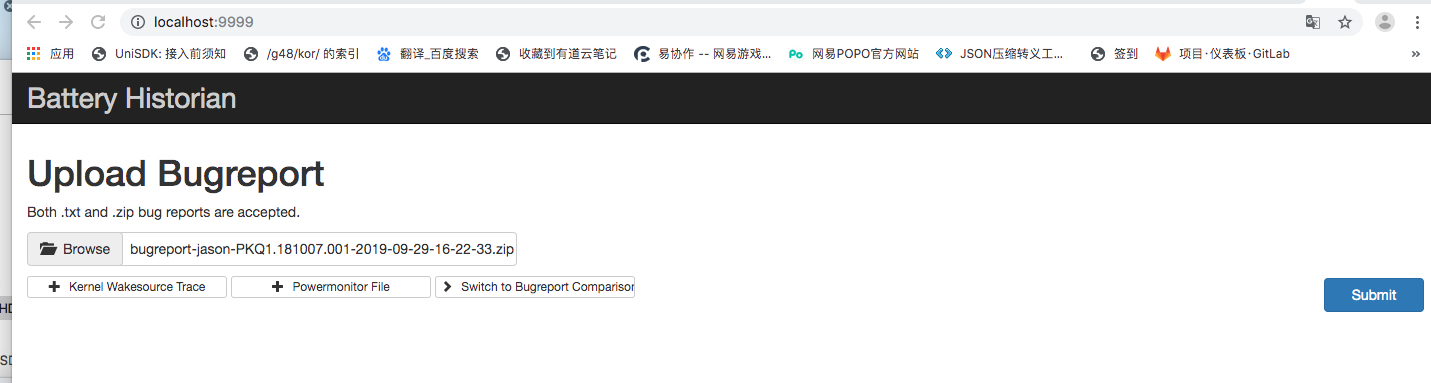 localhost:9999
应用 UniSDK: 接入前须知 /g48/kor/ 的索引 翻译_百度搜索 收藏到有道云笔记 易协作 -- 网易游戏... 网易POPO官方网站 JSON压缩转义工... 签到 项目·仪表板·GitLab »
Battery Historian
Upload Bugreport
Both .txt and .zip bug reports are accepted.
Browse bugreport-jason-PKQ1.181007.001-2019-09-29-16-22-33.zip
Kernel Wakesource Trace Powermonitor File Switch to Bugreport Comparison
Submit